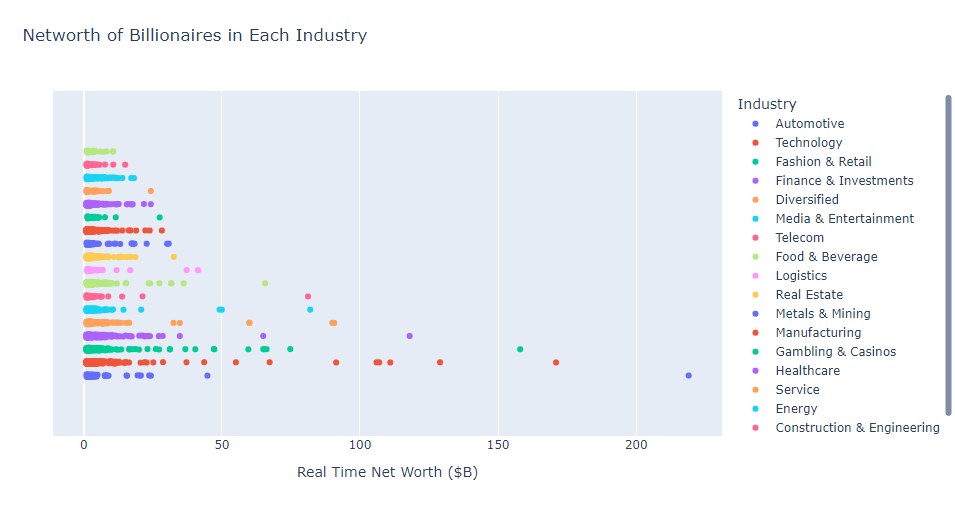 Networth of Billionaires in Each Industry
Industry
Automotive
Technology
Fashion & Retail
Finance & Investments
Diversified
Media & Entertainment
Telecom
Food & Beverage
Logistics
Real Estate
Metals & Mining
Manufacturing
Gambling & Casinos
Healthcare
Service
Energy
Construction & Engineering
0 50 100 150 200
Real Time Net Worth ($B)